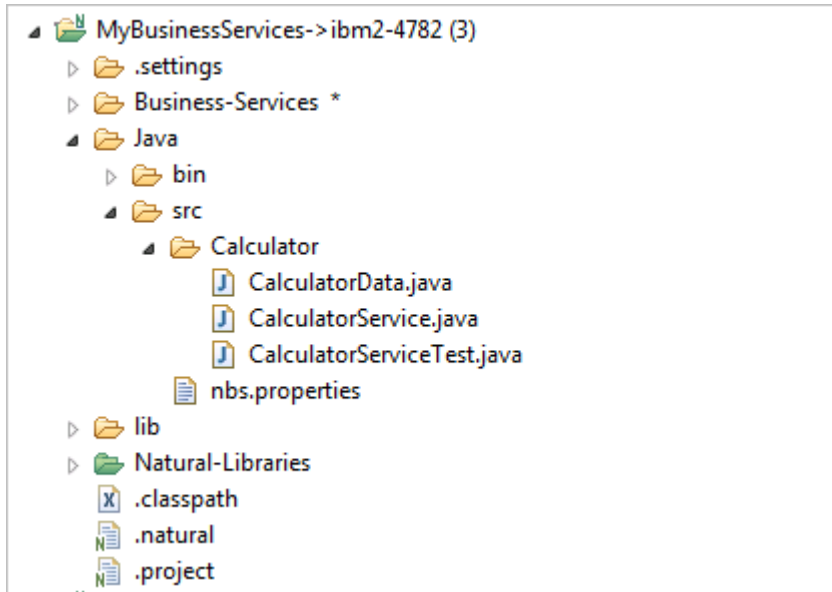 MyBusinessServices->ibm2-4782 (3)
.settings
Business-Services *
Java
bin
src
Calculator
CalculatorData.java
CalculatorService.java
CalculatorServiceTest.java
nbs.properties
lib
Natural-Libraries
.classpath
.natural
.project